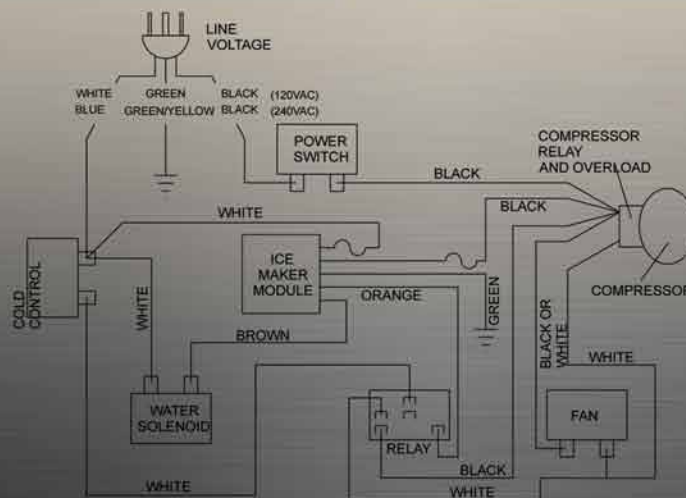 LINE
VOLTAGE
WHITE GREEN BLACK (120VAC)
BLUE GREEN/YELLOW BLACK (240VAC)
POWER
SWITCH
COMPRESSOR
RELAY
AND OVERLOAD
BLACK
WHITE
BLACK
COLD
CONTROL
ICE
MAKER
MODULE
ORANGE
GREEN
COMPRESSOR
WHITE
BROWN
BLACK OR
WHITE
WHITE
WATER
SOLENOID
RELAY
FAN
BLACK
WHITE
WHITE